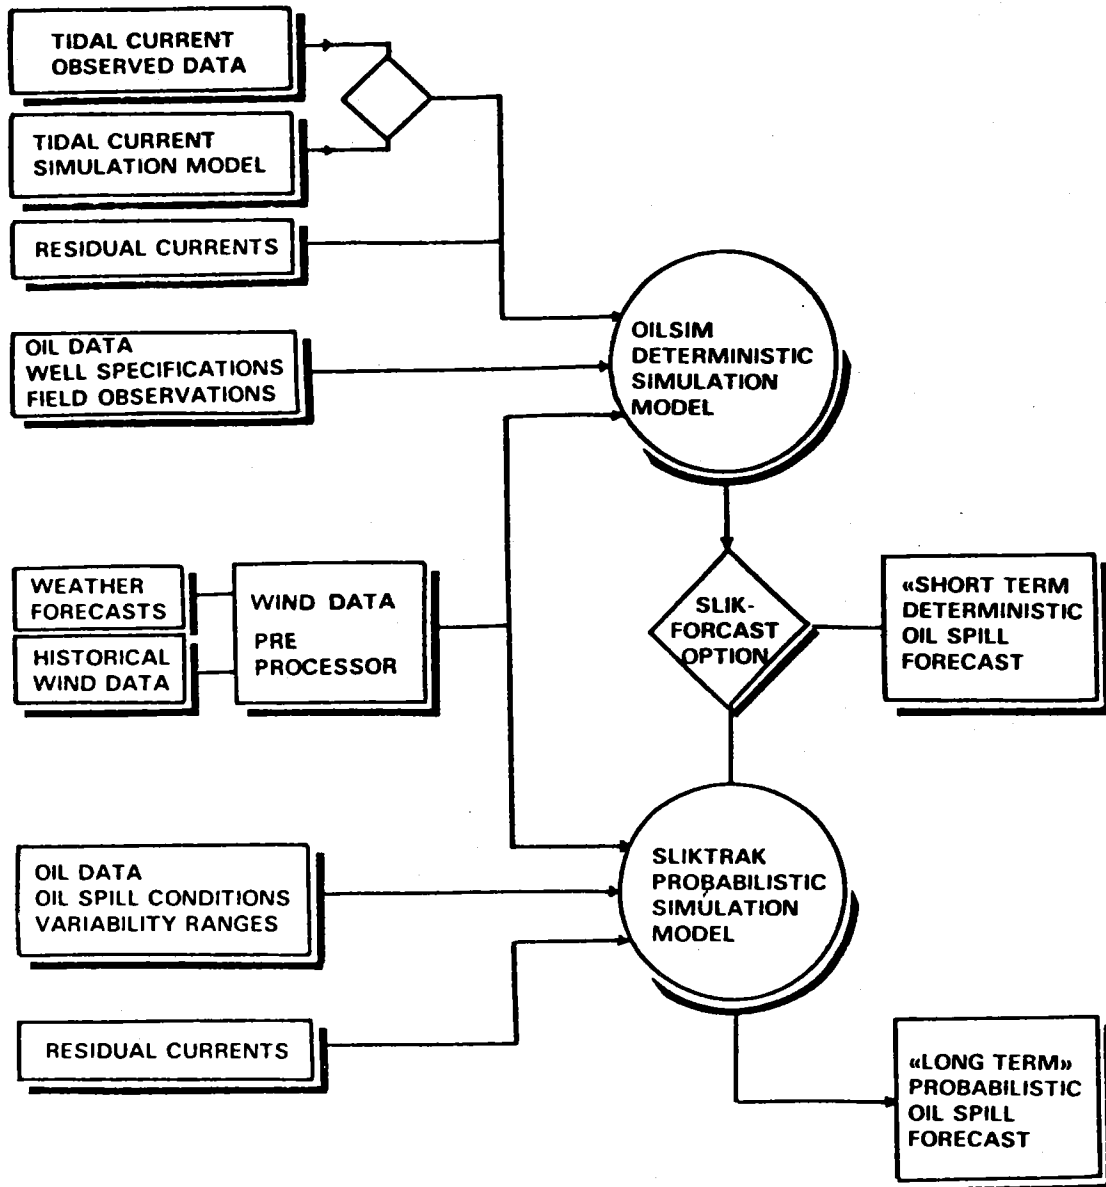 TIDAL CURRENT
OBSERVED DATA
TIDAL CURRENT
SIMULATION MODEL
RESIDUAL CURRENTS
OIL DATA
WELL SPECIFICATIONS
FIELD OBSERVATIONS
OILSIM
DETERMINISTIC
SIMULATION
MODEL
WEATHER
FORECASTS
HISTORICAL
WIND DATA
WIND DATA
PRE
PROCESSOR
SLIK-
FORCAST
OPTION
«SHORT TERM
DETERMINISTIC
OIL SPILL
FORECAST
OIL DATA
OIL SPILL CONDITIONS
VARIABILITY RANGES
SLIKTRAK
PROBABILISTIC
SIMULATION
MODEL
RESIDUAL CURRENTS
«LONG TERM»
PROBABILISTIC
OIL SPILL
FORECAST